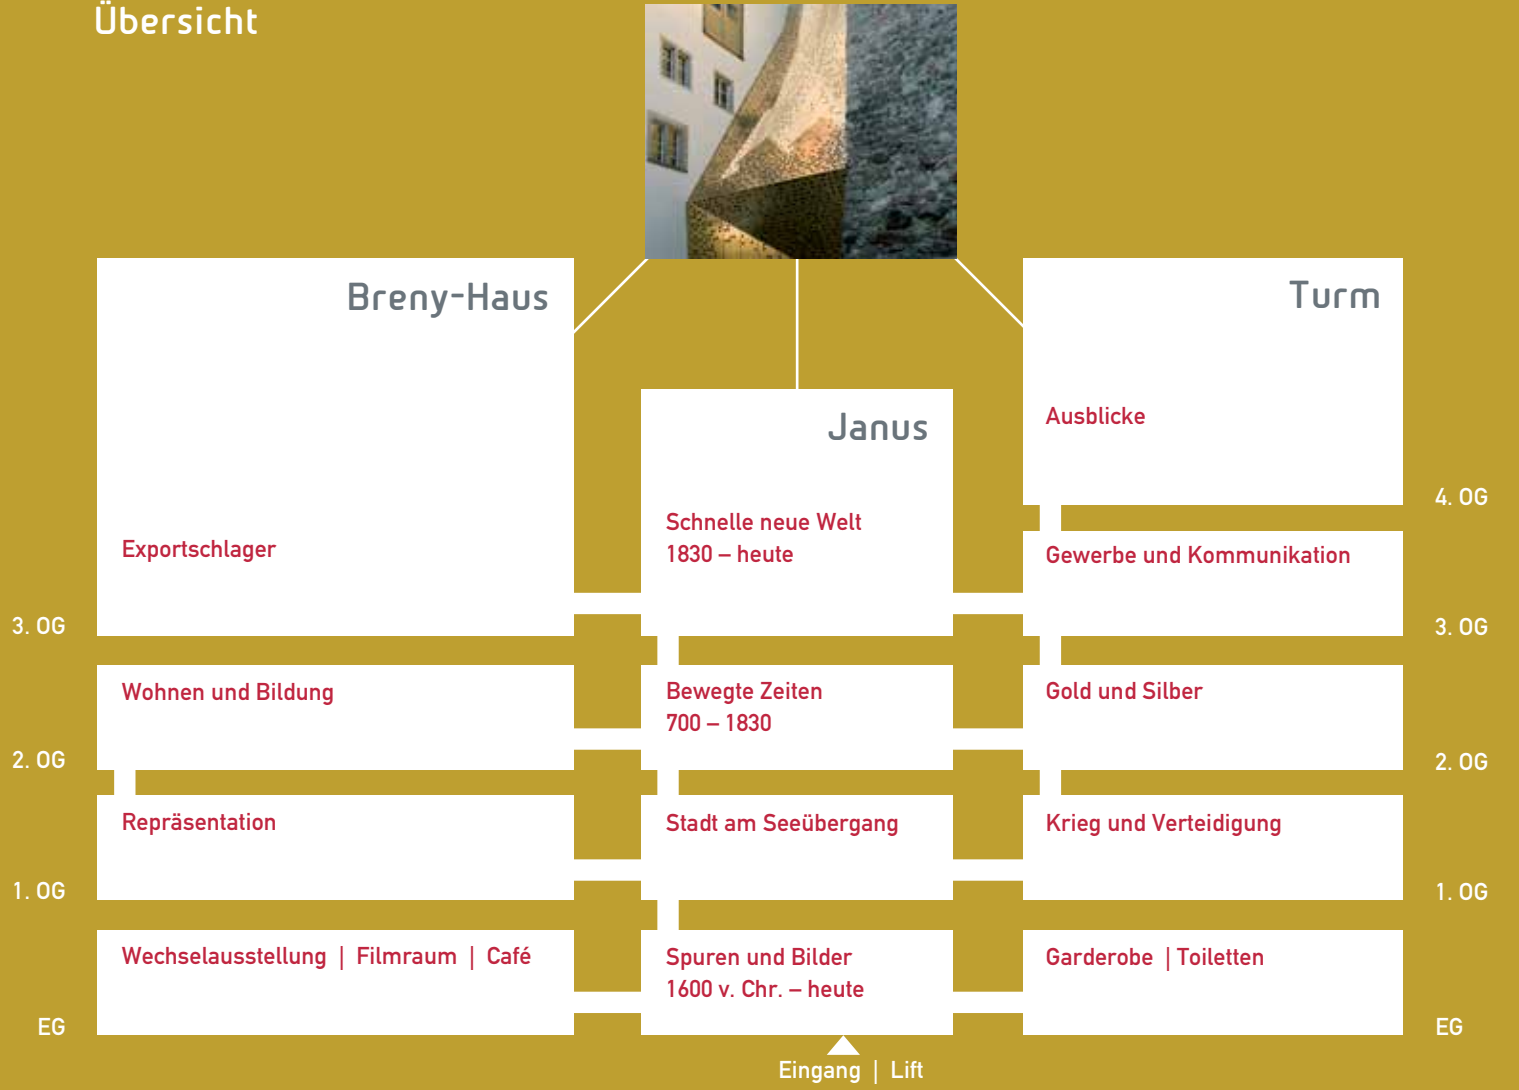 Übersicht
Breny-Haus
Exportschlager
3. OG
Wohnen und Bildung
2. OG
Repräsentation
1. OG
Wechselausstellung | Filmraum | Café
EG
Janus
Schnelle neue Welt
1830 – heute
Bewegte Zeiten
700 – 1830
Stadt am Seeübergang
Spuren und Bilder
1600 v. Chr. – heute
Eingang | Lift
Turm
Ausblicke
4. OG
Gewerbe und Kommunikation
3. OG
Gold und Silber
2. OG
Krieg und Verteidigung
1. OG
Garderobe | Toiletten
EG